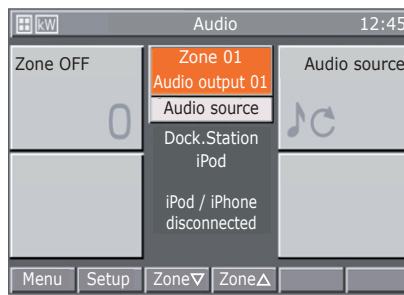 kW Audio 12:45
Zone OFF
0
Zone 01
Audio output 01
Audio source
Dock.Station
iPod
iPod / iPhone
disconnected
Audio source
Menu Setup Zone▽ Zone△